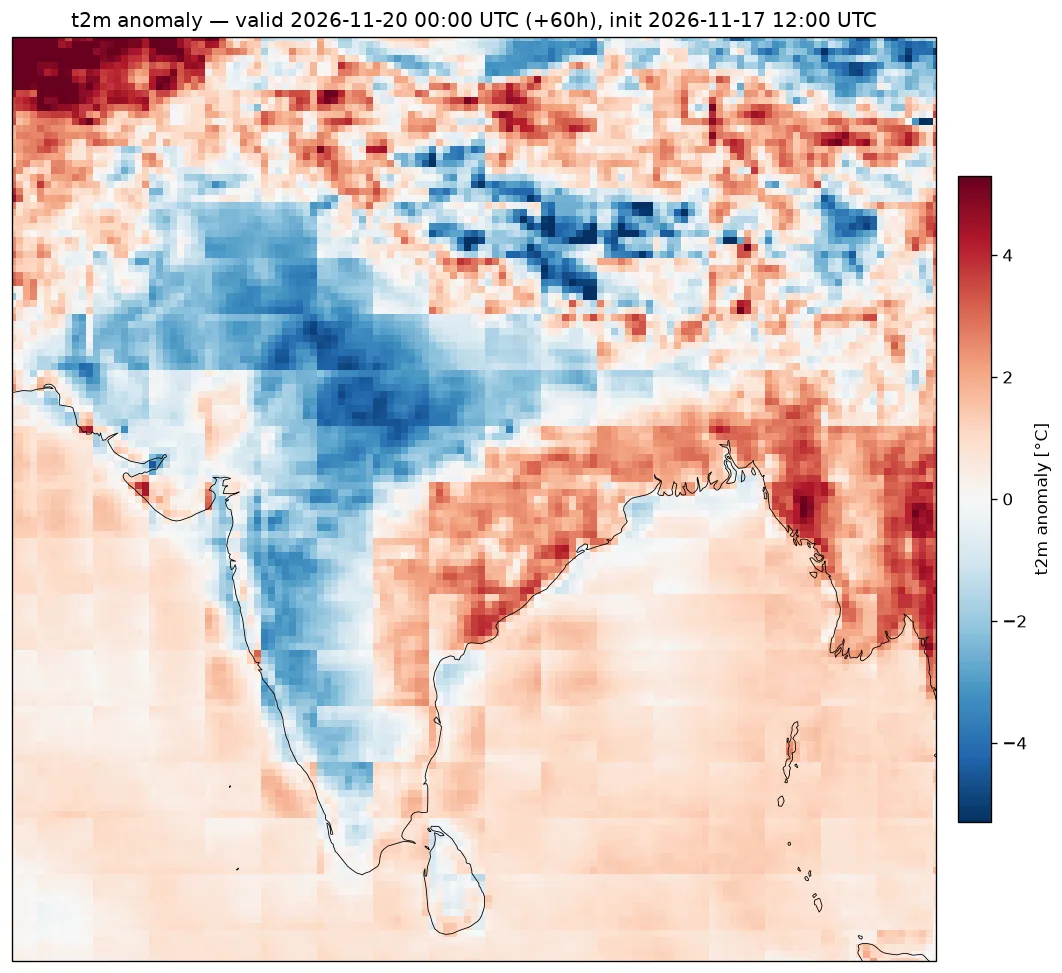 t2m anomaly — valid 2026-11-20 00:00 UTC (+60h), init 2026-11-17 12:00 UTC
4
2
0
−2
−4
t2m anomaly [°C]